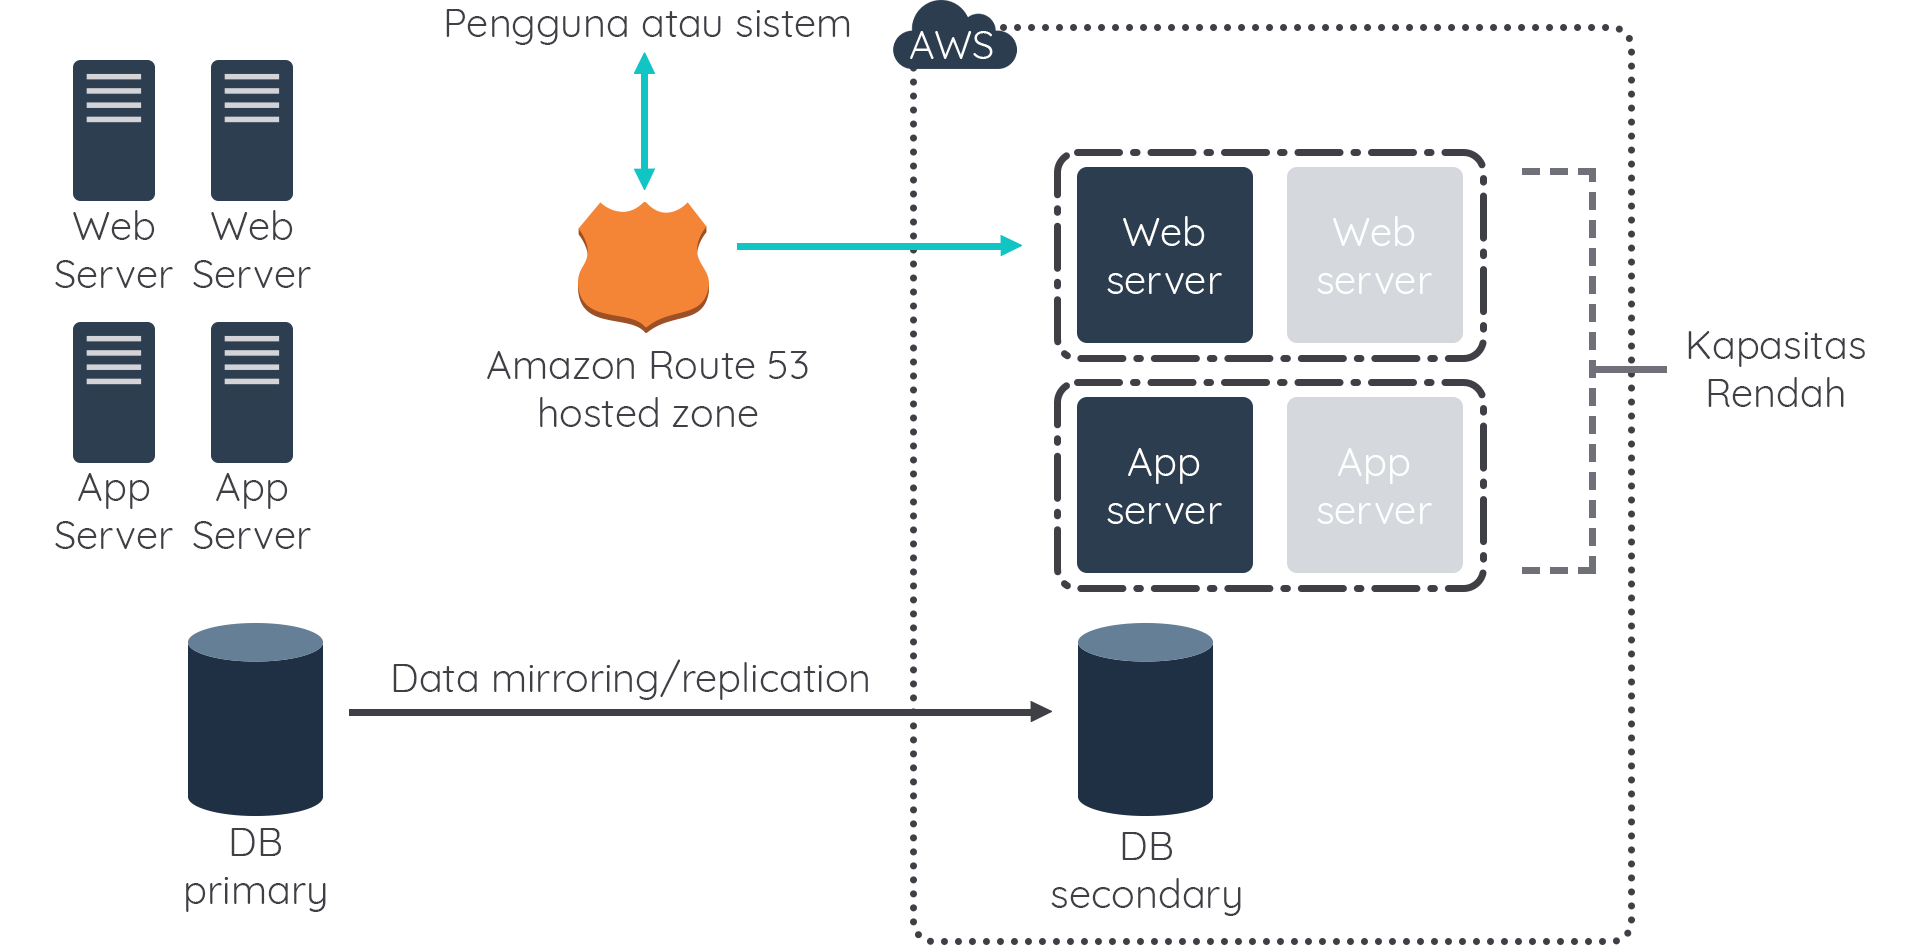 Pengguna atau sistem
AWS
Web
Server
Web
Server
App
Server
App
Server
Amazon Route 53
hosted zone
Web
server
Web
server
App
server
App
server
Kapasitas
Rendah
Data mirroring/replication
DB
primary
DB
secondary